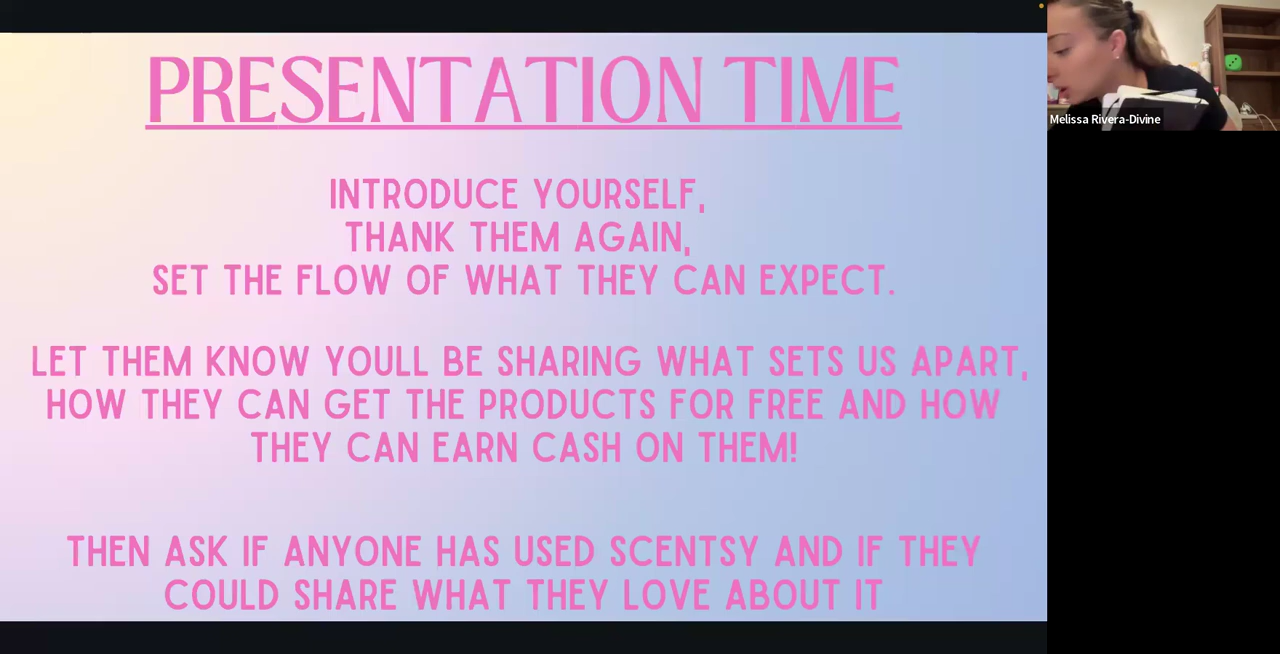 PRESENTATION TIME
INTRODUCE YOURSELF,
THANK THEM AGAIN,
SET THE FLOW OF WHAT THEY CAN EXPECT.
LET THEM KNOW YOULL BE SHARING WHAT SETS US APART,
HOW THEY CAN GET THE PRODUCTS FOR FREE AND HOW
THEY CAN EARN CASH ON THEM!
THEN ASK IF ANYONE HAS USED SCENTSY AND IF THEY
COULD SHARE WHAT THEY LOVE ABOUT IT
Melissa Rivera-Divine